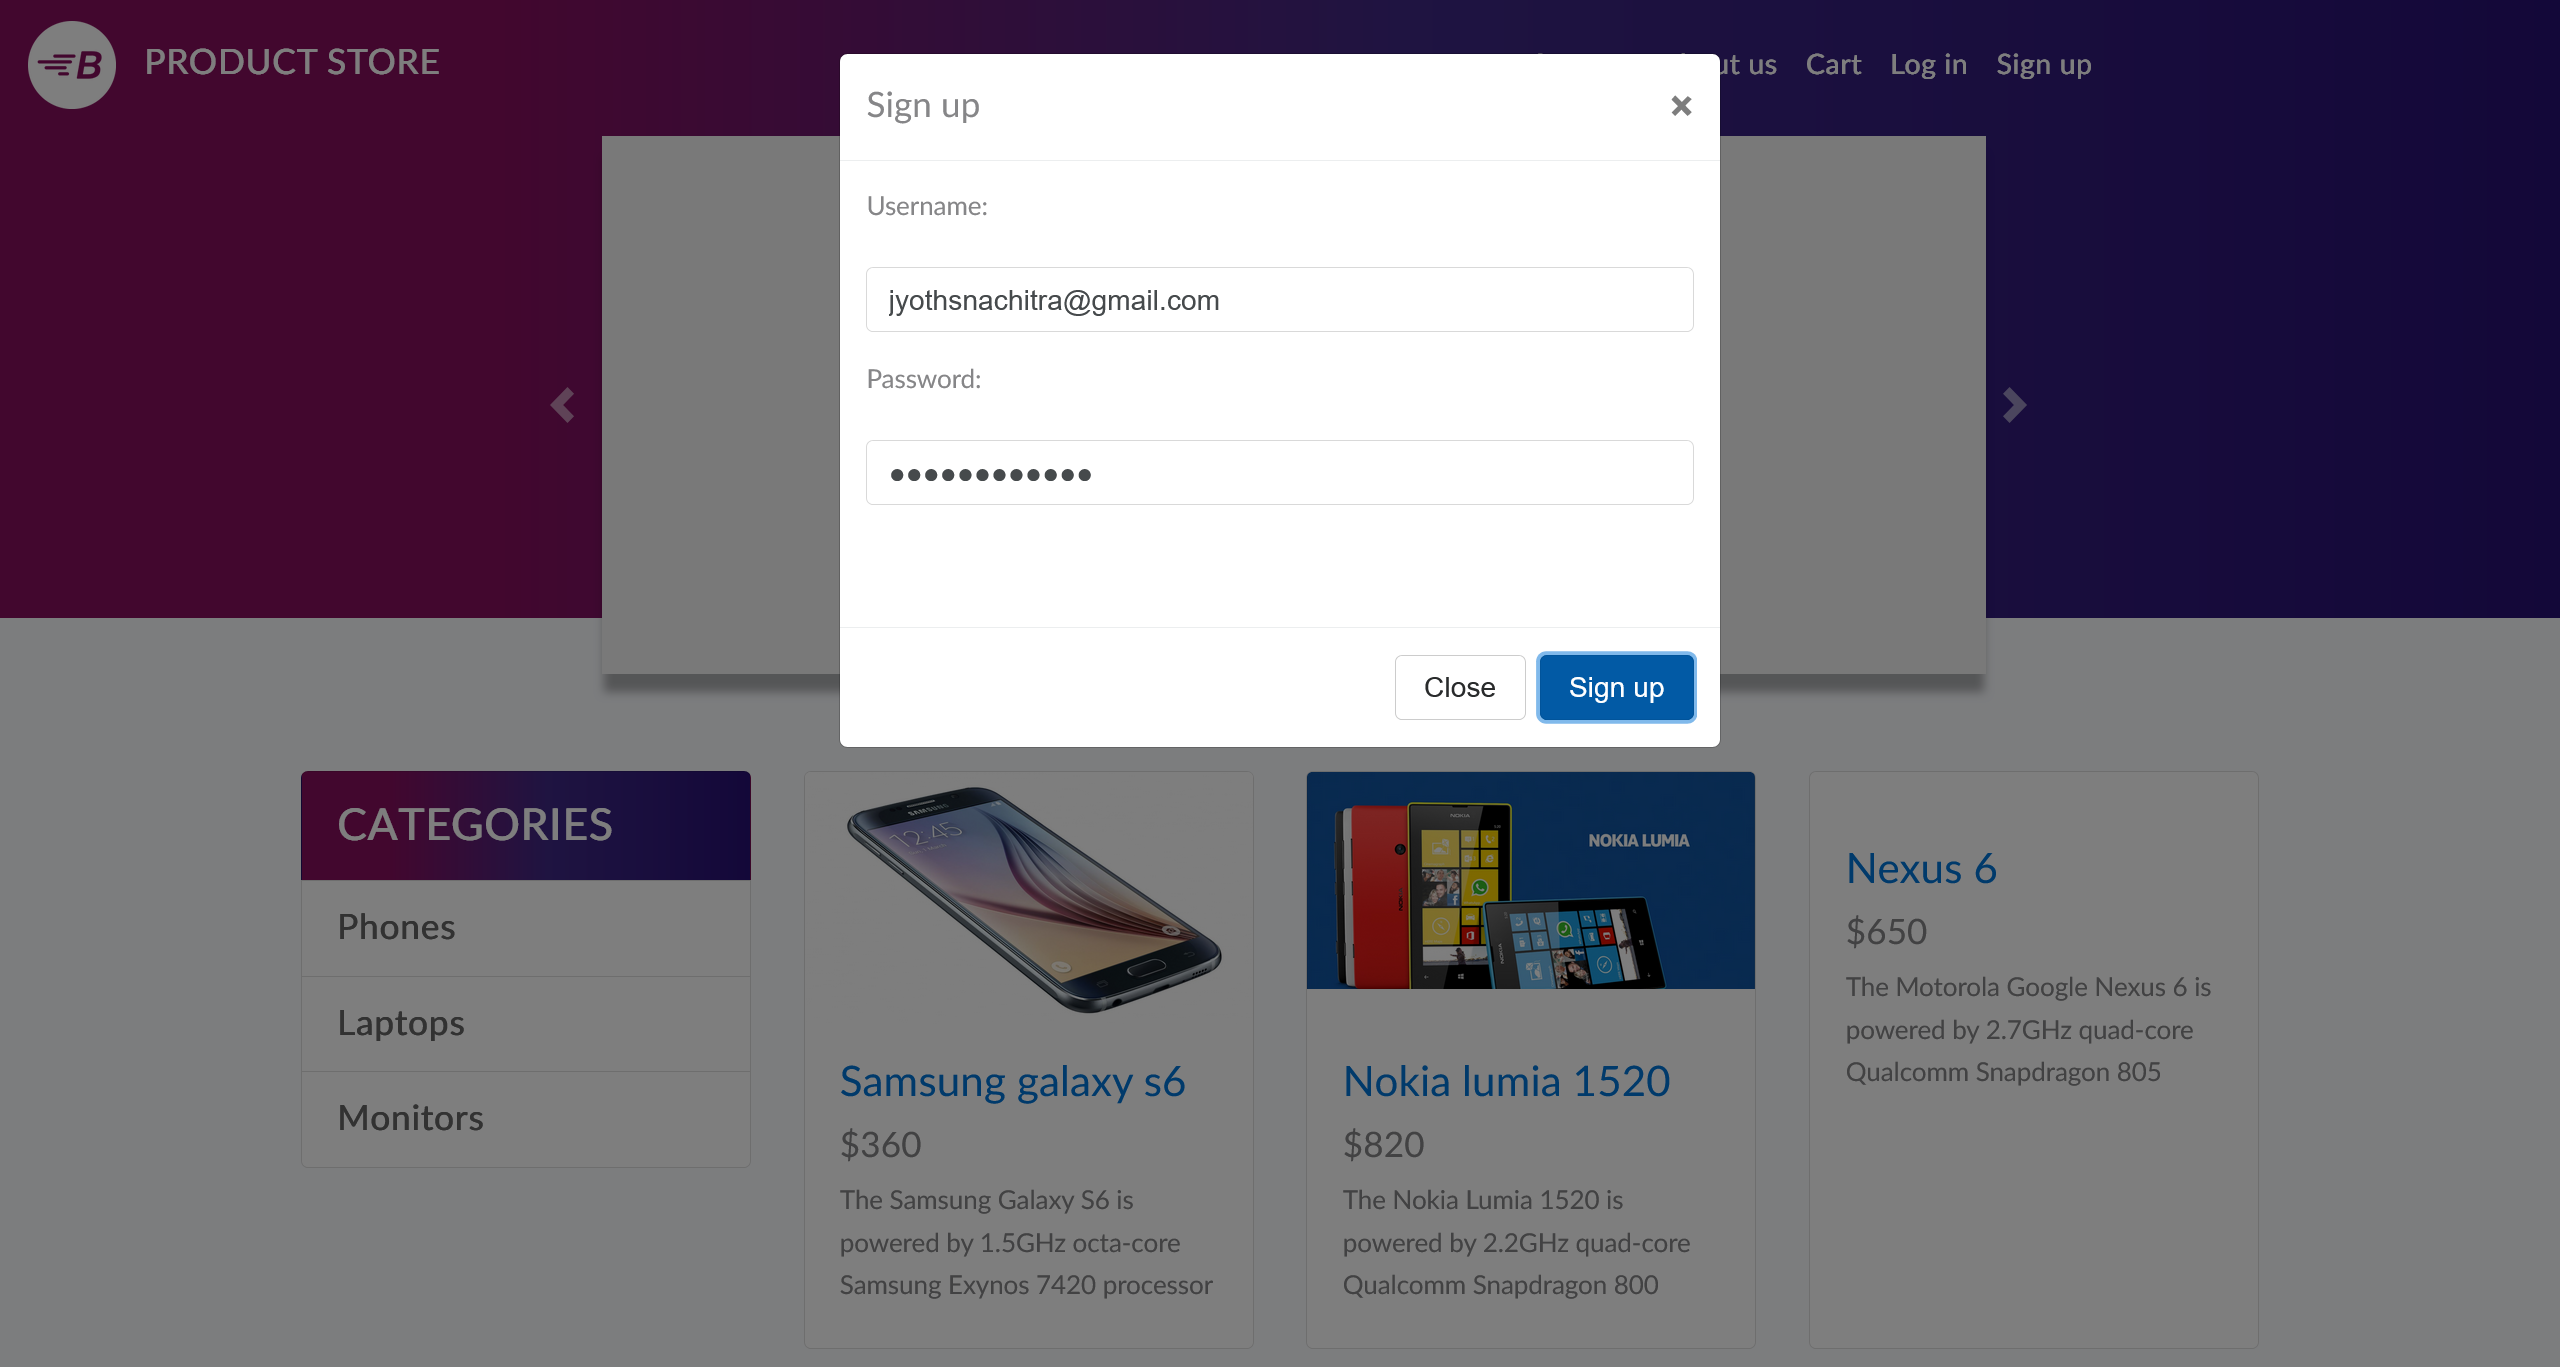 B
PRODUCT STORE
ut us
Cart
Log in
Sign up
Sign up
×
Username:
jyothsnachitra@gmail.com
Password:
••••••••••••
Close
Sign up
CATEGORIES
Phones
Laptops
Monitors
SAMSUNG
12:45
Samsung galaxy s6
$360
The Samsung Galaxy S6 is
powered by 1.5GHz octa-core
Samsung Exynos 7420 processor
NOKIA LUMIA
NOKIA
Nokia lumia 1520
$820
The Nokia Lumia 1520 is
powered by 2.2GHz quad-core
Qualcomm Snapdragon 800
Nexus 6
$650
The Motorola Google Nexus 6 is
powered by 2.7GHz quad-core
Qualcomm Snapdragon 805